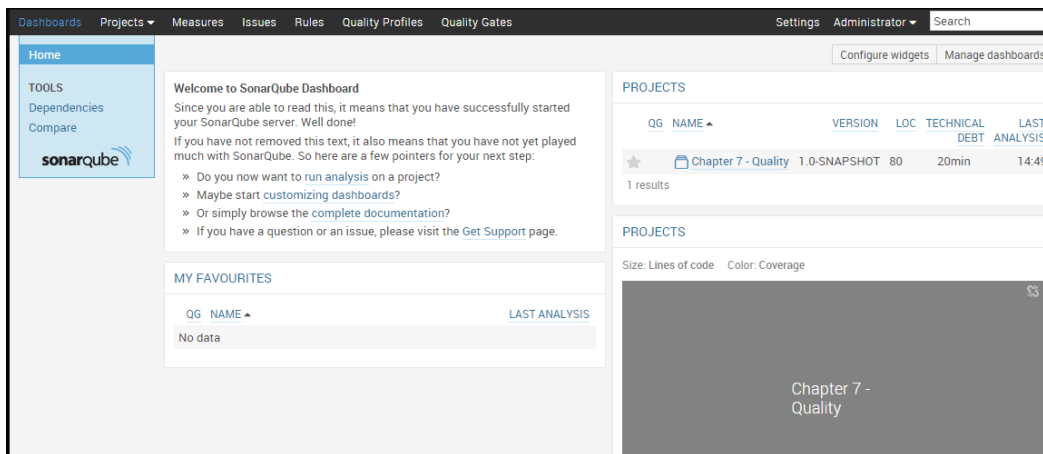 Dashboards Projects Measures Issues Rules Quality Profiles Quality Gates Settings Administrator Search
Home
Configure widgets Manage dashboards
TOOLS
Dependencies
Compare
sonarqube
Welcome to SonarQube Dashboard
Since you are able to read this, it means that you have successfully started
your SonarQube server. Well done!
If you have not removed this text, it also means that you have not yet played
much with SonarQube. So here are a few pointers for your next step:
» Do you now want to run analysis on a project?
» Maybe start customizing dashboards?
» Or simply browse the complete documentation?
» If you have a question or an issue, please visit the Get Support page.
MY FAVOURITES
QG NAME LAST ANALYSIS
No data
PROJECTS
QG NAME VERSION LOC TECHNICAL DEBT LAST ANALYSIS
Chapter 7 - Quality 1.0-SNAPSHOT 80 20min 14:49
1 results
PROJECTS
Size: Lines of code Color: Coverage
Chapter 7 -
Quality